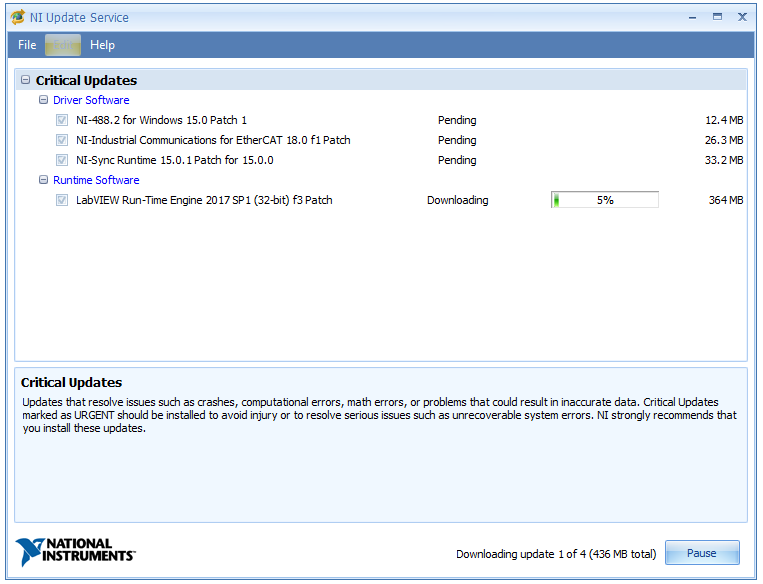 NI Update Service
File Edit Help
Critical Updates
Driver Software
NI-488.2 for Windows 15.0 Patch 1 Pending 12.4 MB
NI-Industrial Communications for EtherCAT 18.0 f1 Patch Pending 26.3 MB
NI-Sync Runtime 15.0.1 Patch for 15.0.0 Pending 33.2 MB
Runtime Software
LabVIEW Run-Time Engine 2017 SP1 (32-bit) f3 Patch Downloading 5% 364 MB
Critical Updates
Updates that resolve issues such as crashes, computational errors, math errors, or problems that could result in inaccurate data. Critical Updates
marked as URGENT should be installed to avoid injury or to resolve serious issues such as unrecoverable system errors. NI strongly recommends that
you install these updates.
NATIONAL
INSTRUMENTS
Downloading update 1 of 4 (436 MB total) Pause